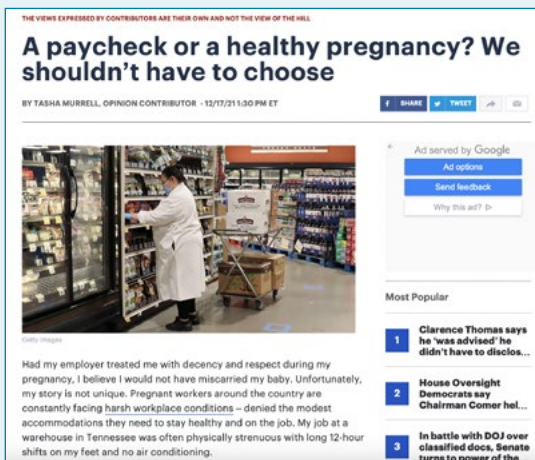 THE VIEWS EXPRESSED BY CONTRIBUTORS ARE THEIR OWN AND NOT THE VIEW OF THE HILL
A paycheck or a healthy pregnancy? We
shouldn't have to choose
BY TASHA MURRELL, OPINION CONTRIBUTOR - 12/17/21 1:30 PM ET
SHARE
TWEET
Getty Images
Had my employer treated me with decency and respect during my
pregnancy, I believe I would not have miscarried my baby. Unfortunately,
my story is not unique. Pregnant workers around the country are
constantly facing harsh workplace conditions – denied the modest
accommodations they need to stay healthy and on the job. My job at a
warehouse in Tennessee was often physically strenuous with long 12-hour
shifts on my feet and no air conditioning.
Ad served by Google
Ad options
Send feedback
Why this ad?
Most Popular
1
Clarence Thomas says
he 'was advised' he
didn't have to disclos...
2
House Oversight
Democrats say
Chairman Comer hel...
3
In battle with DOJ over
classified docs, Senate
turns to power of the